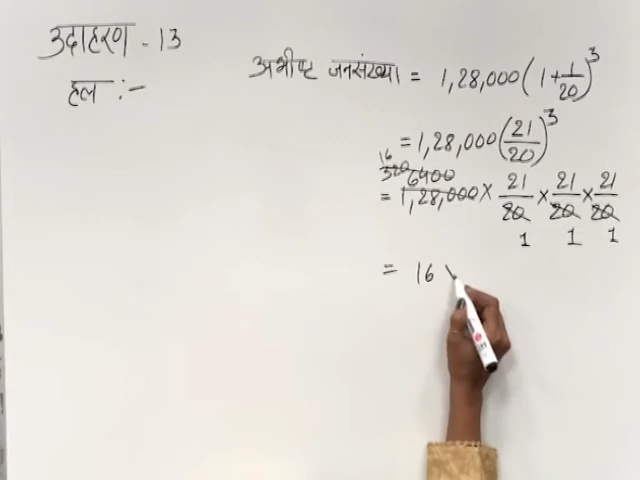 उदाहरण - 13
हल :-
अभीष्ट जनसंख्या = 1,28,000(1+1/20)^3
= 1,28,000(21/20)^3
16
320 6400
= 1,28,000 × 21/20 × 21/20 × 21/20
1 1 1
= 16